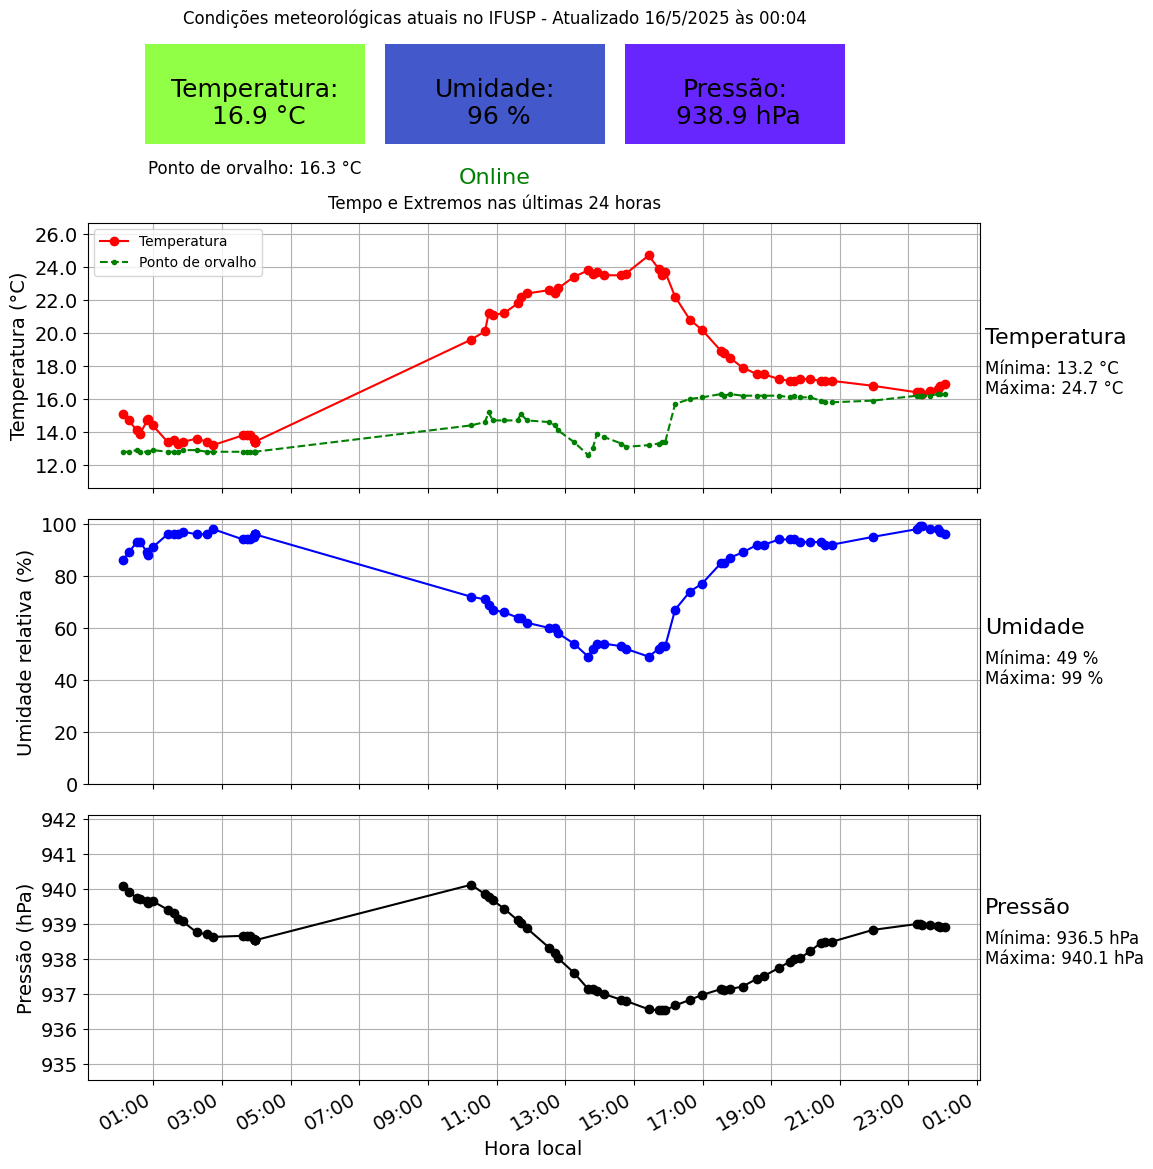 Condições meteorológicas atuais no IFUSP - Atualizado 16/5/2025 às 00:04
Temperatura:
16.9 °C
Umidade:
96 %
Pressão:
938.9 hPa
Ponto de orvalho: 16.3 °C
Online
Tempo e Extremos nas últimas 24 horas
Temperatura (°C)
26.0
24.0
22.0
20.0
18.0
16.0
14.0
12.0
Temperatura
Ponto de orvalho
Temperatura
Mínima: 13.2 °C
Máxima: 24.7 °C
Umidade relativa (%)
100
80
60
40
20
0
Umidade
Mínima: 49 %
Máxima: 99 %
Pressão (hPa)
942
941
940
939
938
937
936
935
Pressão
Mínima: 936.5 hPa
Máxima: 940.1 hPa
01:00 03:00 05:00 07:00 09:00 11:00 13:00 15:00 17:00 19:00 21:00 23:00 01:00
Hora local